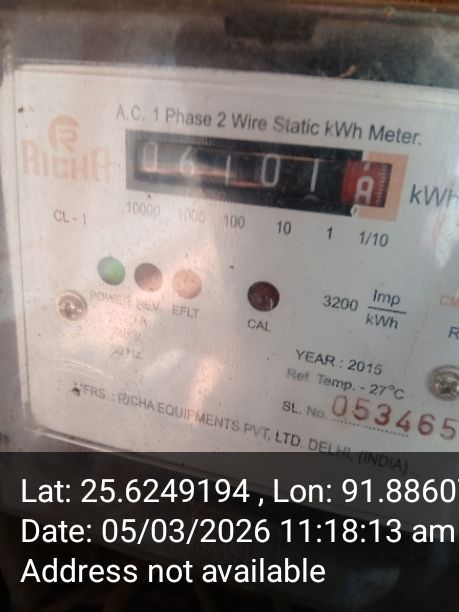 A.C. 1 Phase 2 Wire Static kWh Meter.
RICHA
06101 8 kWh
CL-1 10000 1000 100 10 1 1/10
POWER REV. EFLT CAL
3200 Imp/kWh
50 Hz
YEAR : 2015
Ref. Temp. - 27°C
SL. No. 053465
MFRS. : RICHA EQUIPMENTS PVT. LTD. DELHI, (INDIA)
Lat: 25.6249194 , Lon: 91.8860
Date: 05/03/2026 11:18:13 am
Address not available